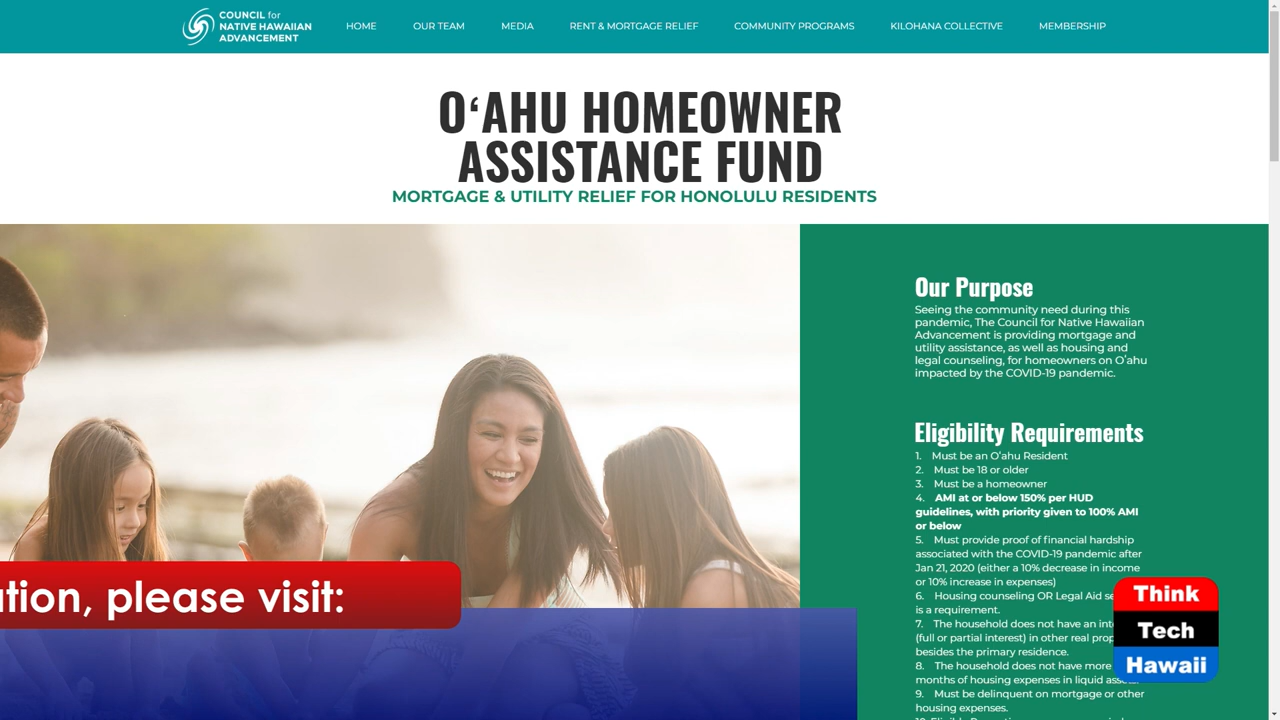 COUNCIL for
NATIVE HAWAIIAN
ADVANCEMENT
HOME
OUR TEAM
MEDIA
RENT & MORTGAGE RELIEF
COMMUNITY PROGRAMS
KILOHANA COLLECTIVE
MEMBERSHIP
OʻAHU HOMEOWNER
ASSISTANCE FUND
MORTGAGE & UTILITY RELIEF FOR HONOLULU RESIDENTS
Our Purpose
Seeing the community need during this
pandemic, The Council for Native Hawaiian
Advancement is providing mortgage and
utility assistance, as well as housing and
legal counseling, for homeowners on Oʻahu
impacted by the COVID-19 pandemic.
Eligibility Requirements
1. Must be an Oʻahu Resident
2. Must be 18 or older
3. Must be a homeowner
4. AMI at or below 150% per HUD
guidelines, with priority given to 100% AMI
or below
5. Must provide proof of financial hardship
associated with the COVID-19 pandemic after
Jan 21, 2020 (either a 10% decrease in income
or 10% increase in expenses)
6. Housing counseling OR Legal Aid
is a requirement.
7. The household does not have an
(full or partial interest) in other real
besides the primary residence.
8. The household does not have more
months of housing expenses in liquid
9. Must be delinquent on mortgage or other
housing expenses.
please visit:
Think
Tech
Hawaii